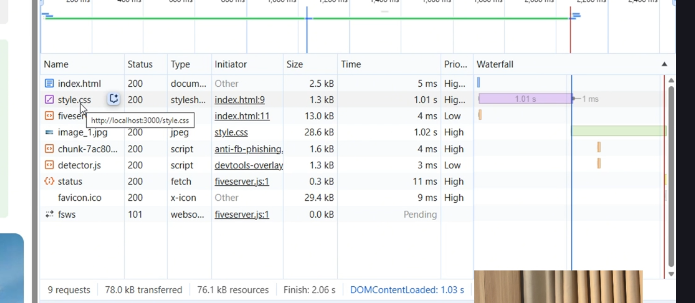 Name Status Type Initiator Size Time Prio... Waterfall
index.html 200 docum... Other 2.5 kB 5 ms Hig...
style.css 200 stylesh... index.html:9 1.3 kB 1.01 s Hig... 1.01 s 1 ms
http://localhost:3000/style.css
200 script index.html:11 13.0 kB 4 ms Low
image_1.jpg 200 jpeg style.css 28.6 kB 1.02 s High
chunk-7ac80... 200 script anti-fb-phishing. 1.6 kB 4 ms High
detector.js 200 script devtools-overlay 1.3 kB 3 ms Low
status 200 fetch fiveserver.js:1 0.3 kB 11 ms High
favicon.ico 200 x-icon Other 29.4 kB 9 ms High
fsws 101 webso... fiveserver.js:1 0.0 kB Pending
9 requests 78.0 kB transferred 76.1 kB resources Finish: 2.06 s DOMContentLoaded: 1.03 s